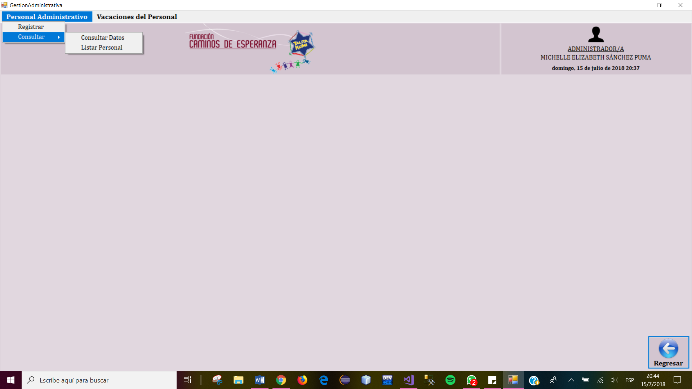 GestionAdministrativa
Personal Administrativo Vacaciones del Personal
Registrar
Consultar
Consultar Datos
Listar Personal
FUNDACIÓN
CAMINOS DE ESPERANZA
ADMINISTRADOR/A
MICHELLE ELIZABETH SÁNCHEZ PUMA
domingo, 15 de julio de 2018 20:37
Regresar
Escribe aquí para buscar
ESP
20:44
15/7/2018